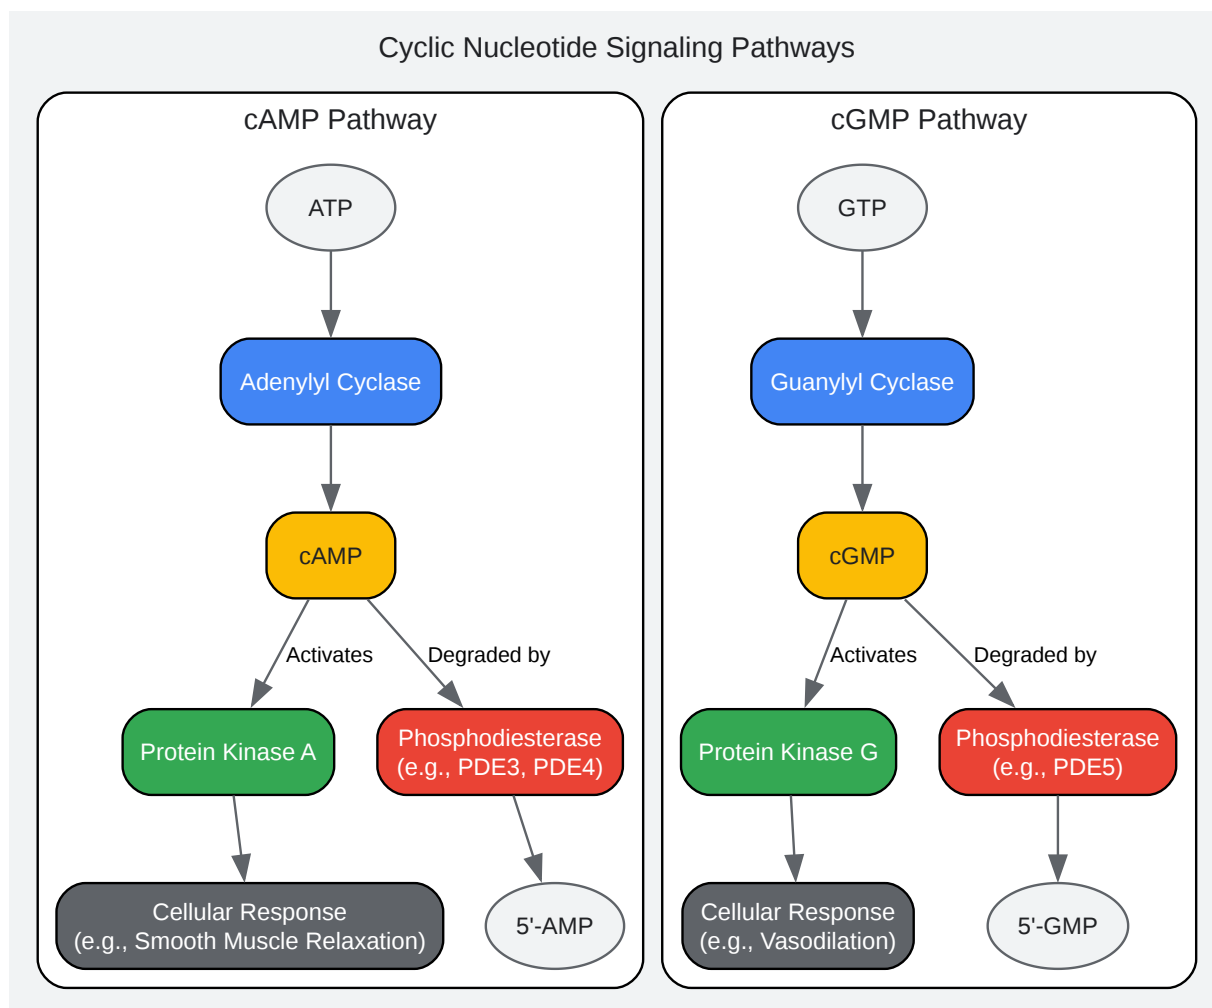 Cyclic Nucleotide Signaling Pathways
cAMP Pathway
ATP
Adenylyl Cyclase
cAMP
Activates
Degraded by
Protein Kinase A
Phosphodiesterase
(e.g., PDE3, PDE4)
Cellular Response
(e.g., Smooth Muscle Relaxation)
5'-AMP
cGMP Pathway
GTP
Guanylyl Cyclase
cGMP
Activates
Degraded by
Protein Kinase G
Phosphodiesterase
(e.g., PDE5)
Cellular Response
(e.g., Vasodilation)
5'-GMP